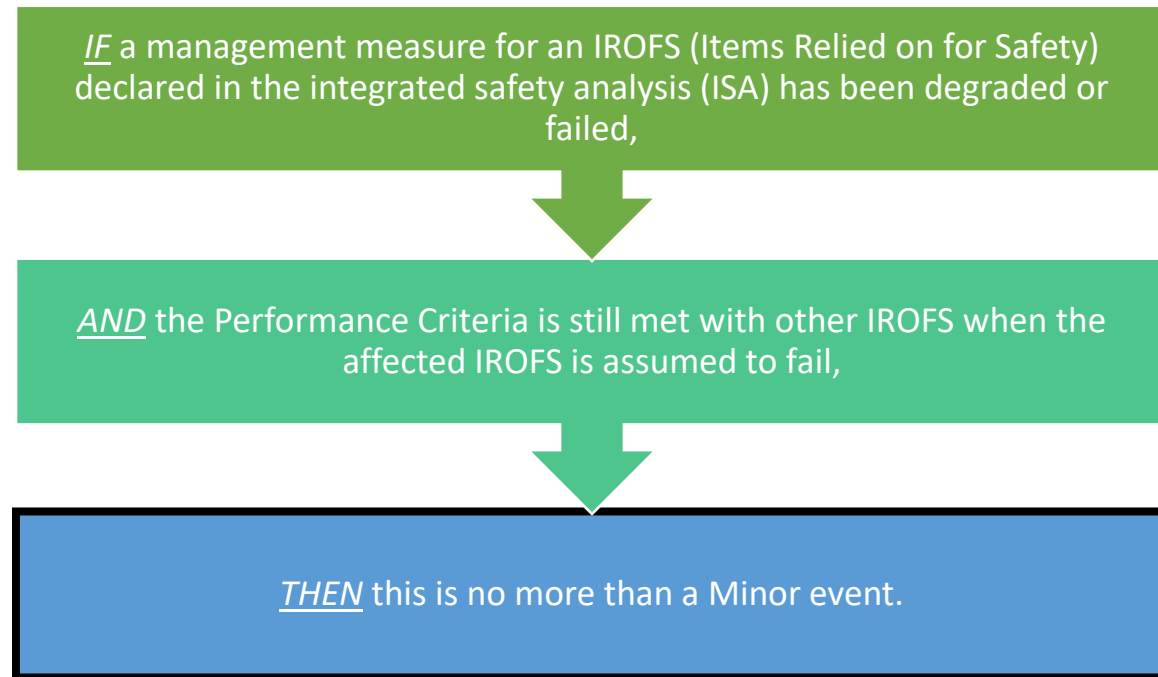 IF a management measure for an IROFS (Items Relied on for Safety)
declared in the integrated safety analysis (ISA) has been degraded or
failed,
AND the Performance Criteria is still met with other IROFS when the
affected IROFS is assumed to fail,
THEN this is no more than a Minor event.